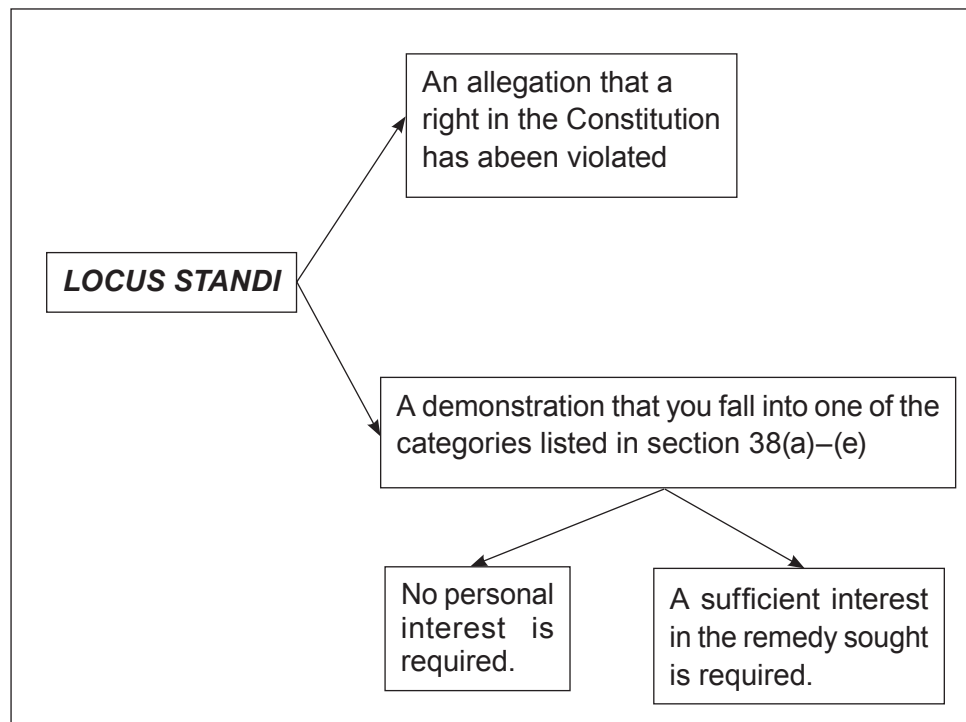 An allegation that a
right in the Constitution
has abeen violated
LOCUS STANDI
A demonstration that you fall into one of the
categories listed in section 38(a)–(e)
No personal
interest is
required.
A sufficient interest
in the remedy sought
is required.